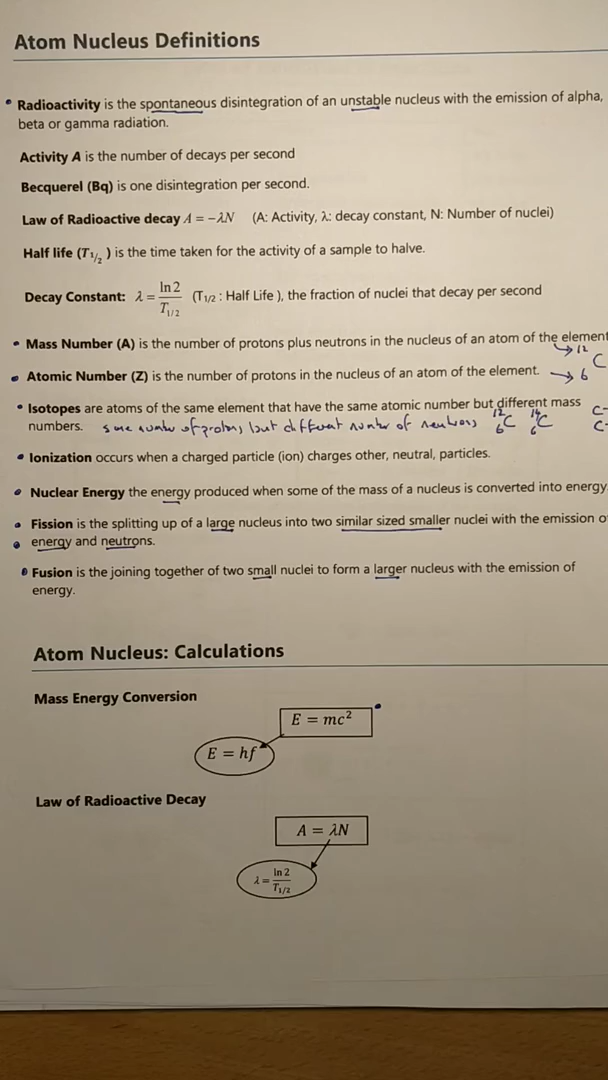 Atom Nucleus Definitions
• Radioactivity is the spontaneous disintegration of an unstable nucleus with the emission of alpha,
beta or gamma radiation.
Activity A is the number of decays per second
Becquerel (Bq) is one disintegration per second.
Law of Radioactive decay A = −λN (A: Activity, λ: decay constant, N: Number of nuclei)
Half life (T1/2 ) is the time taken for the activity of a sample to halve.
Decay Constant: λ = ln 2 / T1/2 (T1/2 : Half Life ), the fraction of nuclei that decay per second
• Mass Number (A) is the number of protons plus neutrons in the nucleus of an atom of the element
→ 12 C
• Atomic Number (Z) is the number of protons in the nucleus of an atom of the element. → 6
• Isotopes are atoms of the same element that have the same atomic number but different mass C-
numbers. same number of protons but different number of neutrons 12 6 C 14 6 C C-
• Ionization occurs when a charged particle (ion) charges other, neutral, particles.
• Nuclear Energy the energy produced when some of the mass of a nucleus is converted into energy
• Fission is the splitting up of a large nucleus into two similar sized smaller nuclei with the emission o
• energy and neutrons.
• Fusion is the joining together of two small nuclei to form a larger nucleus with the emission of
energy.
Atom Nucleus: Calculations
Mass Energy Conversion
E = mc²
E = hf
Law of Radioactive Decay
A = λN
λ = ln 2 / T1/2